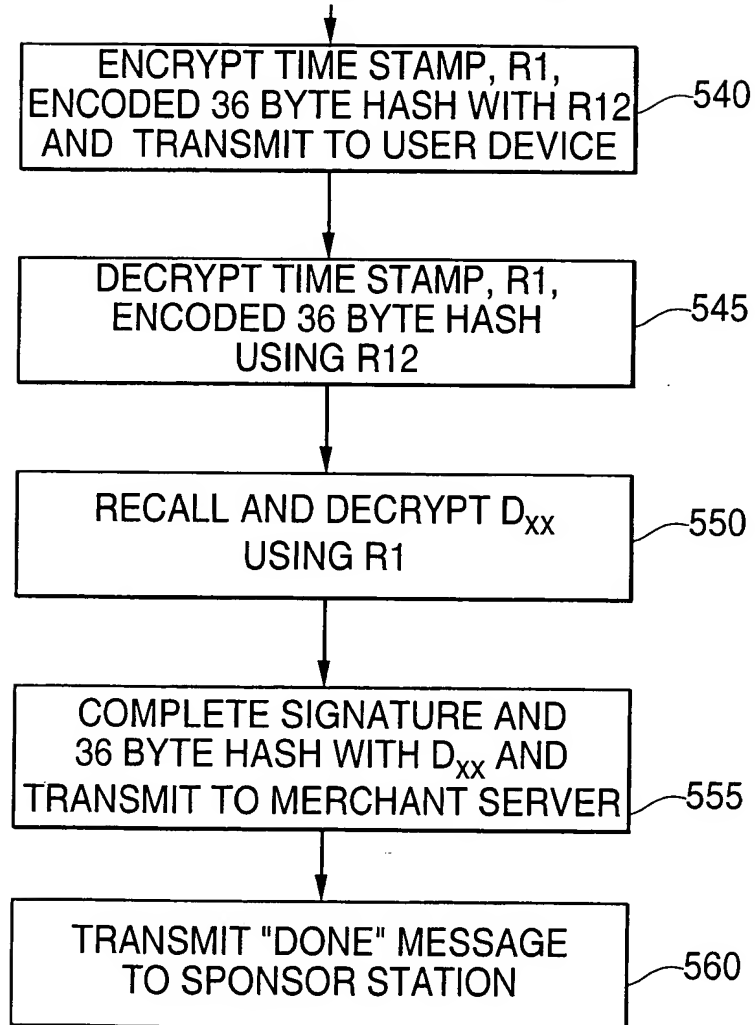 ENCRYPT TIME STAMP, R1,
ENCODED 36 BYTE HASH WITH R12
AND TRANSMIT TO USER DEVICE
540
DECRYPT TIME STAMP, R1,
ENCODED 36 BYTE HASH
USING R12
545
RECALL AND DECRYPT DXX
USING R1
550
COMPLETE SIGNATURE AND
36 BYTE HASH WITH DXX AND
TRANSMIT TO MERCHANT SERVER
555
TRANSMIT "DONE" MESSAGE
TO SPONSOR STATION
560